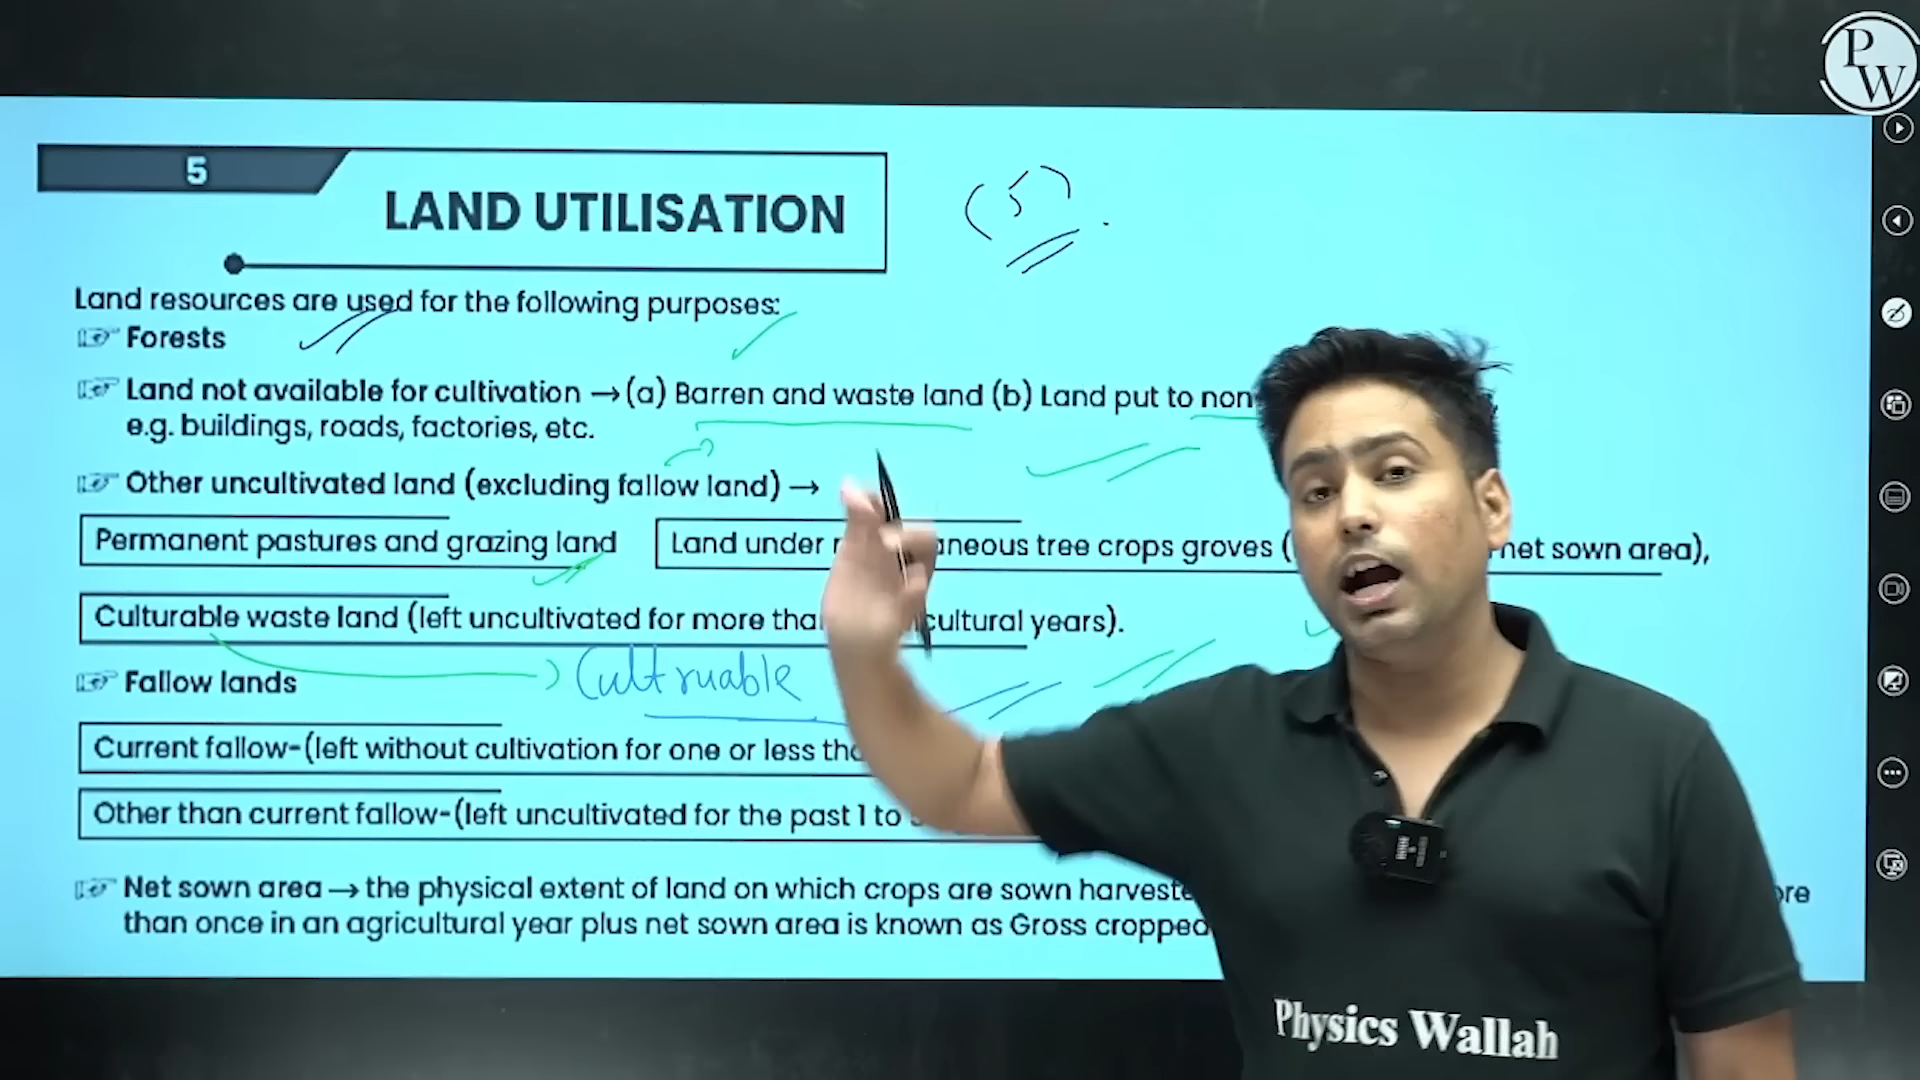 PW
5
LAND UTILISATION
(5)
Land resources are used for the following purposes:
Forests
Land not available for cultivation → (a) Barren and waste land (b) Land put to non
e.g. buildings, roads, factories, etc.
Other uncultivated land (excluding fallow land) →
Permanent pastures and grazing land
Land under aneous tree crops groves ( net sown area),
Culturable waste land (left uncultivated for more cultural years).
Cultruable
Fallow lands
Current fallow-(left without cultivation for one or less
Other than current fallow-(left uncultivated for the past 1 to
Net sown area → the physical extent of land on which crops are sown ore
than once in an agricultural year plus net sown area is known as Gross cropped
Physics Wallah